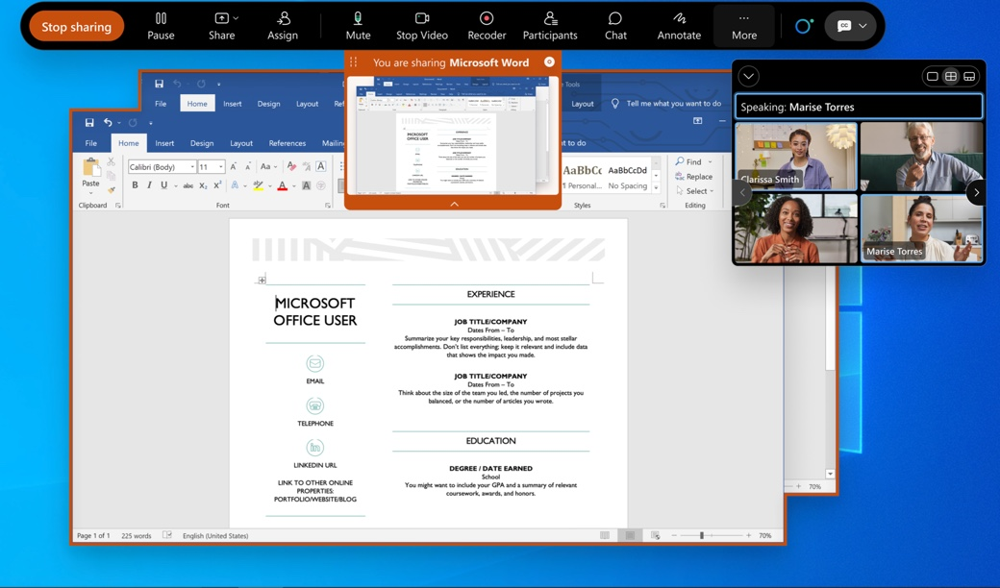 Stop sharing
Pause
Share
Assign
Mute
Stop Video
Recoder
Participants
Chat
Annotate
More
CC
You are sharing Microsoft Word
Speaking: Marise Torres
Clarissa Smith
Marise Torres
File
Home
Insert
Design
Layout
Layout
Tell me what you want to do
File
Home
Insert
Design
Layout
References
to do
Paste
Clipboard
Calibri (Body)
11
B I U abc X₂ X²
Font
AaBbCc
AaBbCcDd
1 Personal...
No Spacing
Styles
Find
Replace
Select
Editing
MICROSOFT
OFFICE USER
EMAIL
TELEPHONE
in
LINKEDIN URL
LINK TO OTHER ONLINE
PROPERTIES:
PORTFOLIO/WEBSITE/BLOG
EXPERIENCE
JOB TITLE/COMPANY
Dates From – To
Summarize your key responsibilities, leadership, and most stellar
accomplishments. Don't list everything; keep it relevant and include data
that shows the impact you made.
JOB TITLE/COMPANY
Dates From – To
Think about the size of the team you led, the number of projects you
balanced, or the number of articles you wrote.
EDUCATION
DEGREE / DATE EARNED
School
You might want to include your GPA and a summary of relevant
coursework, awards, and honors.
70%
Page 1 of 1
225 words
English (United States)
70%